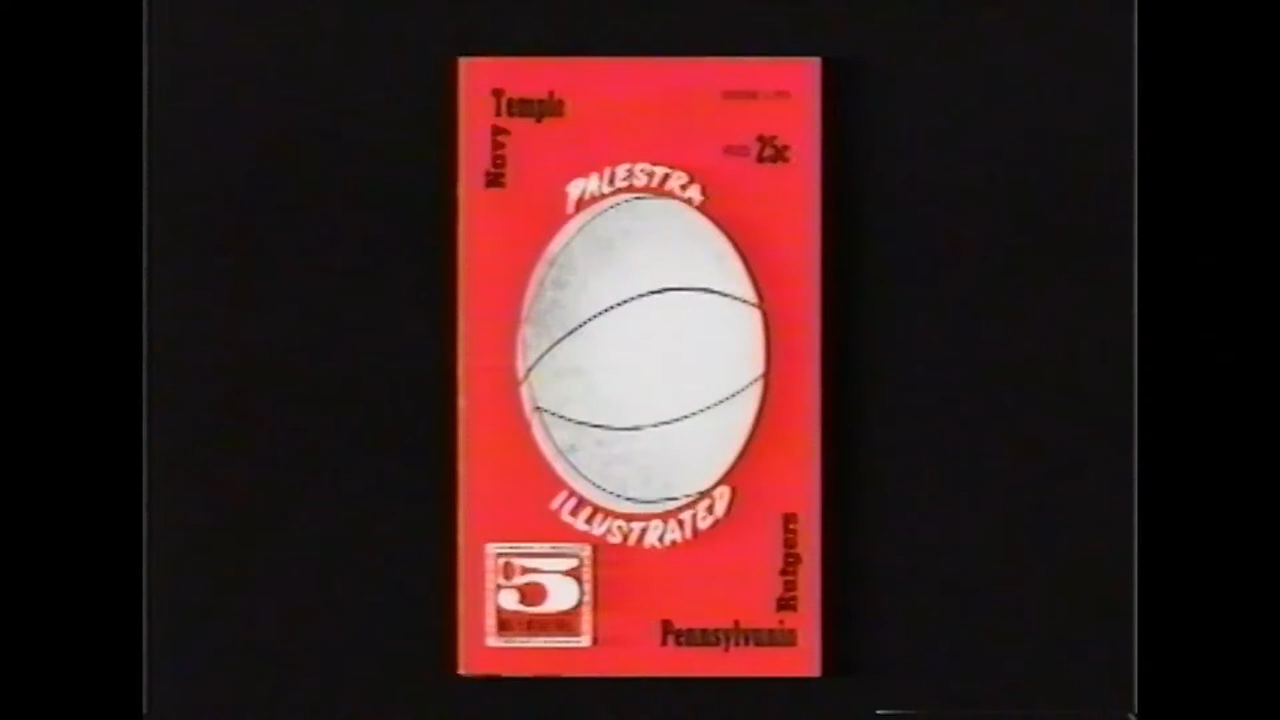 Temple
Navy
25c
PALESTRA
ILLUSTRATED
5
Rutgers
Pennsylvania